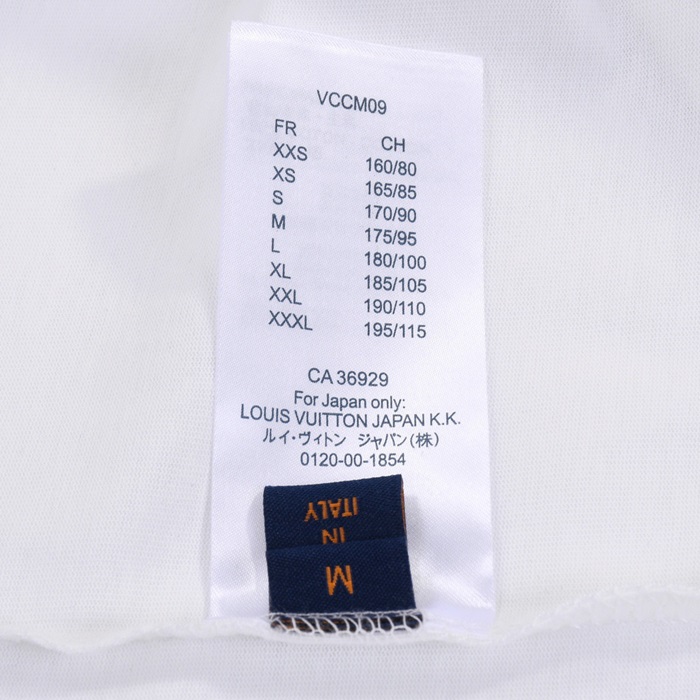 VCCM09
FR CH
XXS 160/80
XS 165/85
S 170/90
M 175/95
L 180/100
XL 185/105
XXL 190/110
XXXL 195/115
CA 36929
For Japan only:
LOUIS VUITTON JAPAN K.K.
ルイ・ヴィトン ジャパン(株)
0120-00-1854
ITALY
IN
M